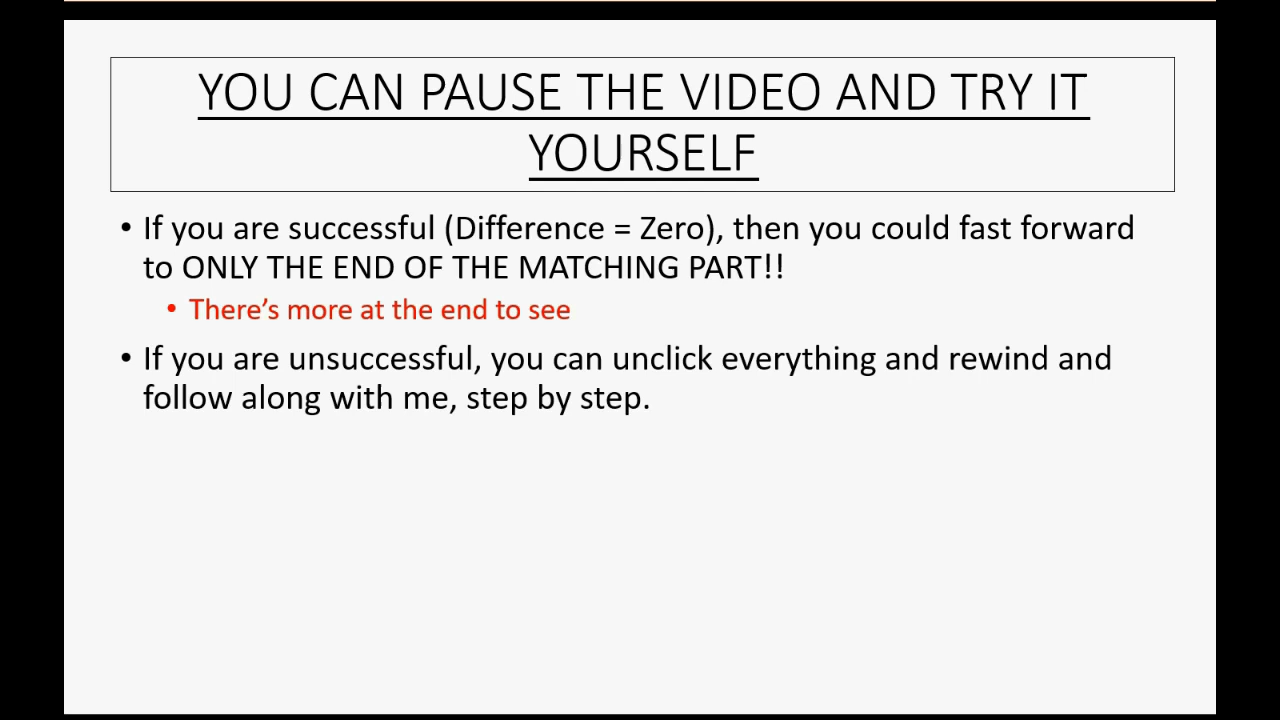 YOU CAN PAUSE THE VIDEO AND TRY IT
YOURSELF
• If you are successful (Difference = Zero), then you could fast forward
to ONLY THE END OF THE MATCHING PART!!
• There’s more at the end to see
• If you are unsuccessful, you can unclick everything and rewind and
follow along with me, step by step.